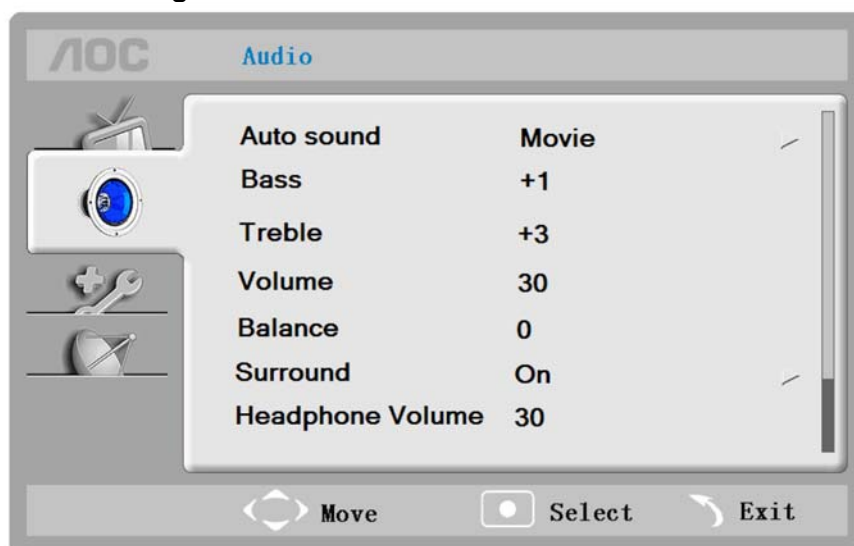 AOC
Audio
Auto sound Movie
Bass +1
Treble +3
Volume 30
Balance 0
Surround On
Headphone Volume 30
Move Select Exit